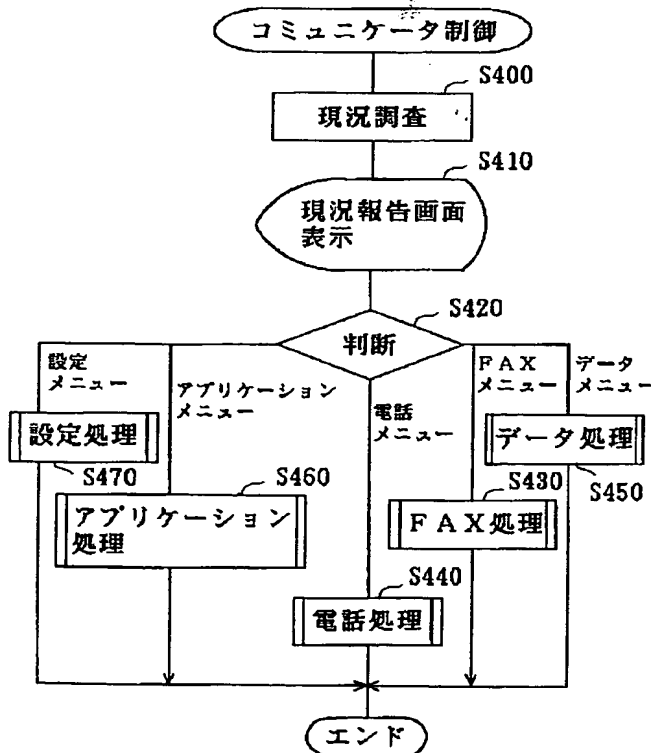 コミュニケータ制御
S400
現況調査
S410
現況報告画面
表示
S420
判断
設定
メニュー
アプリケーション
メニュー
電話
メニュー
FAX
メニュー
データ
メニュー
設定処理
S470
データ処理
S450
S460
アプリケーション
処理
S430
FAX処理
S440
電話処理
エンド